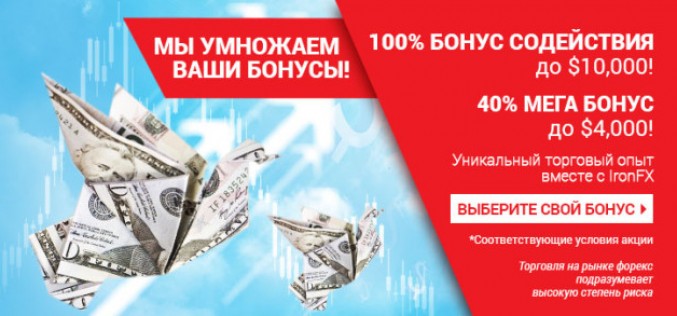 МЫ УМНОЖАЕМ
ВАШИ БОНУСЫ!
100% БОНУС СОДЕЙСТВИЯ
до $10,000!
40% МЕГА БОНУС
до $4,000!
Уникальный торговый опыт
вместе с IronFX
ВЫБЕРИТЕ СВОЙ БОНУС
*Соответствующие условия акции
Торговля на рынке форекс
подразумевает
высокую степень риска